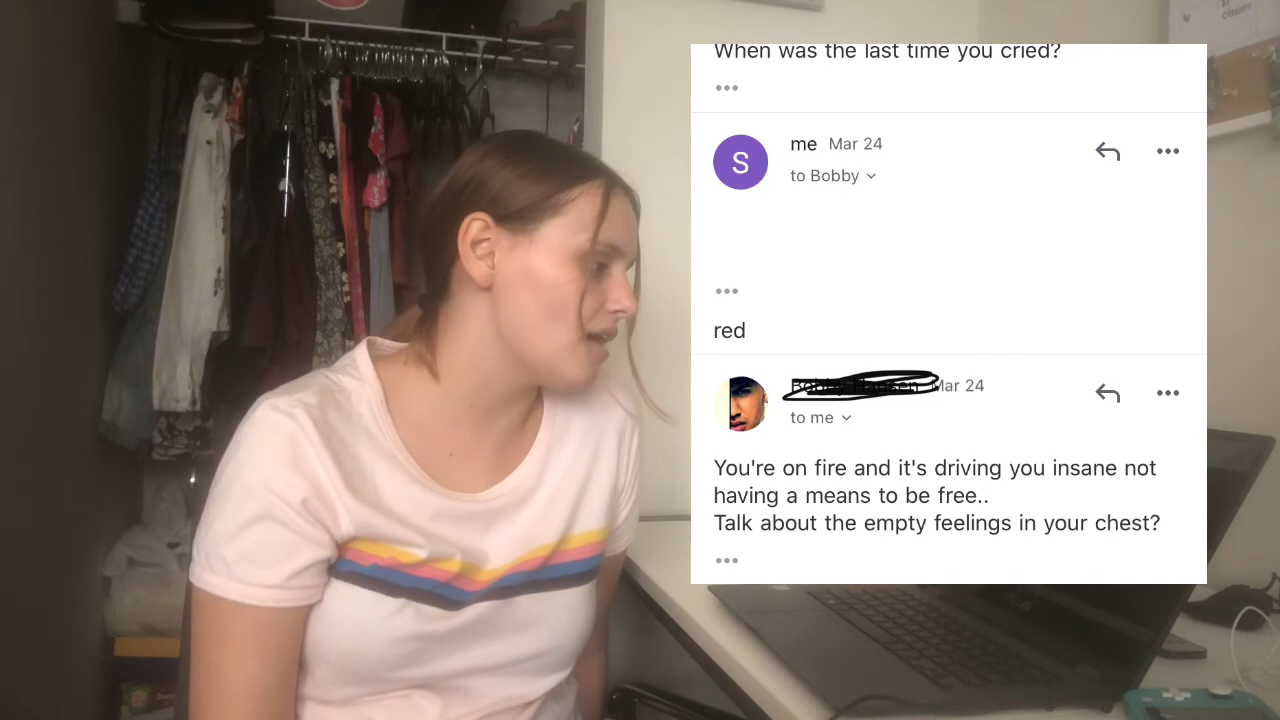 When was the last time you cried?
•••
S
me Mar 24
to Bobby
•••
red
Mar 24
to me
You're on fire and it's driving you insane not
having a means to be free..
Talk about the empty feelings in your chest?
•••